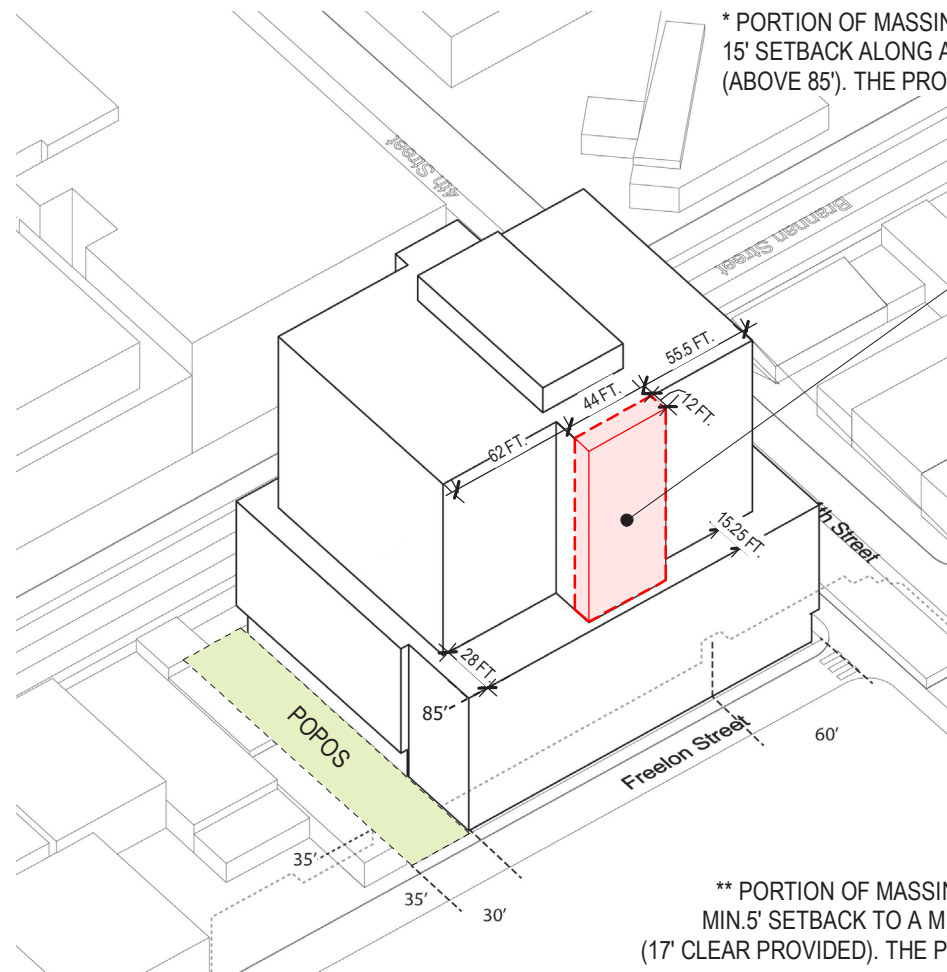 * PORTION OF MASSIN
15' SETBACK ALONG A
(ABOVE 85'). THE PRO
4th Street
Brannan Street
55.5 FT.
44 FT.
12 FT.
62 FT.
15.25 FT.
th Street
28 FT.
85'
POPOS
Freelon Street
60'
35'
35'
30'
** PORTION OF MASSIN
MIN.5' SETBACK TO A M
(17' CLEAR PROVIDED). THE P